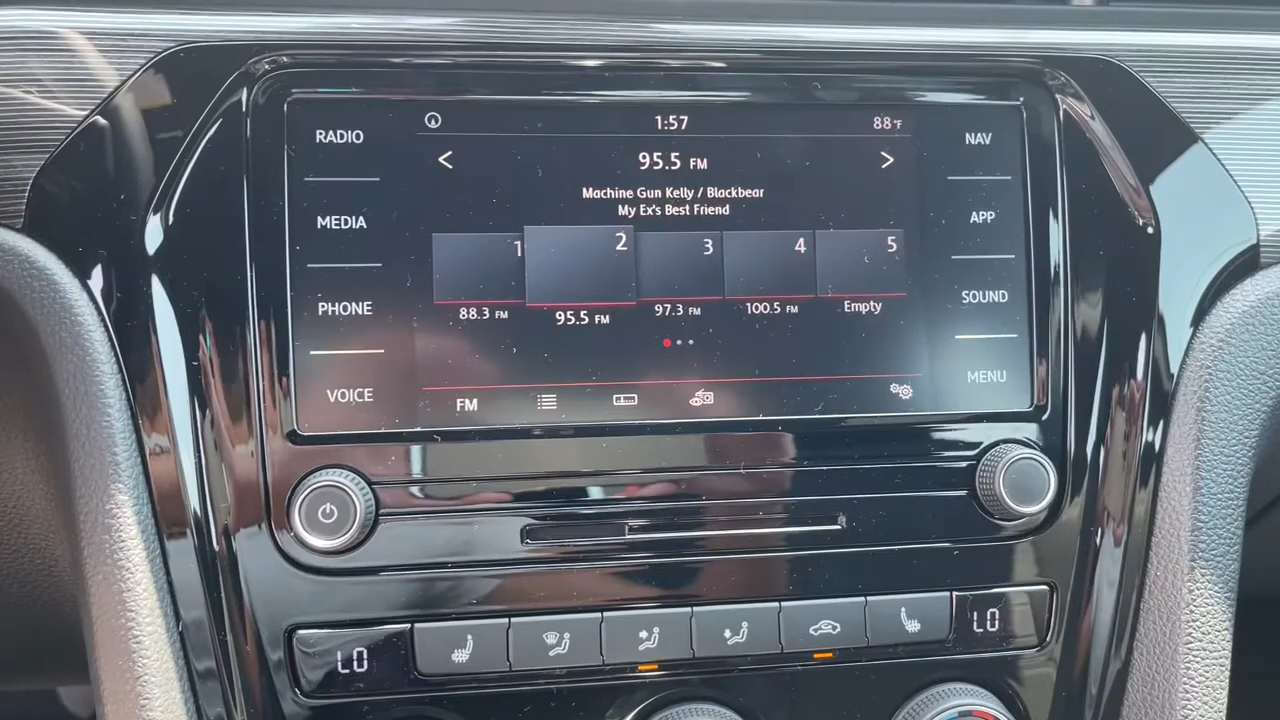 RADIO
MEDIA
PHONE
VOICE
1:57
88°F
< 95.5 FM >
Machine Gun Kelly / Blackbear
My Ex's Best Friend
1 2 3 4 5
88.3 FM 95.5 FM 97.3 FM 100.5 FM Empty
FM
NAV
APP
SOUND
MENU
LO
LO